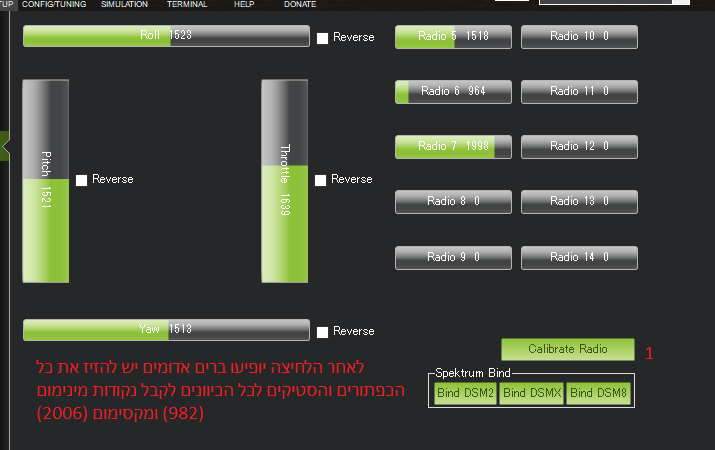 UP CONFIG/TUNING SIMULATION TERMINAL HELP DONATE
Roll 1523
Reverse
Radio 5 1518
Radio 10 0
Pitch 1521
Reverse
Throttle 1639
Reverse
Radio 6 964
Radio 11 0
Radio 7 1998
Radio 12 0
Radio 8 0
Radio 13 0
Radio 9 0
Radio 14 0
Yaw 1513
Reverse
Calibrate Radio
1
לאחר הלחיצה יופיעו ברים אדומים יש להזיז את כל
הכפתורים והסטיקים לכל הכיוונים לקבל נקודות מינימום
(982) ומקסימום (2006)
Spektrum Bind
Bind DSM2
Bind DSMX
Bind DSM8